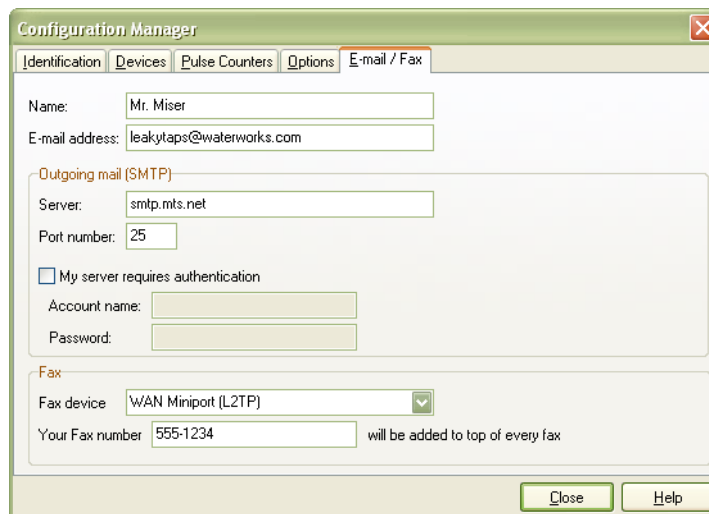 Configuration Manager
Identification Devices Pulse Counters Options E-mail / Fax
Name: Mr. Miser
E-mail address: leakytaps@waterworks.com
Outgoing mail (SMTP)
Server: smtp.mts.net
Port number: 25
My server requires authentication
Account name:
Password:
Fax
Fax device WAN Miniport (L2TP)
Your Fax number 555-1234 will be added to top of every fax
Close Help